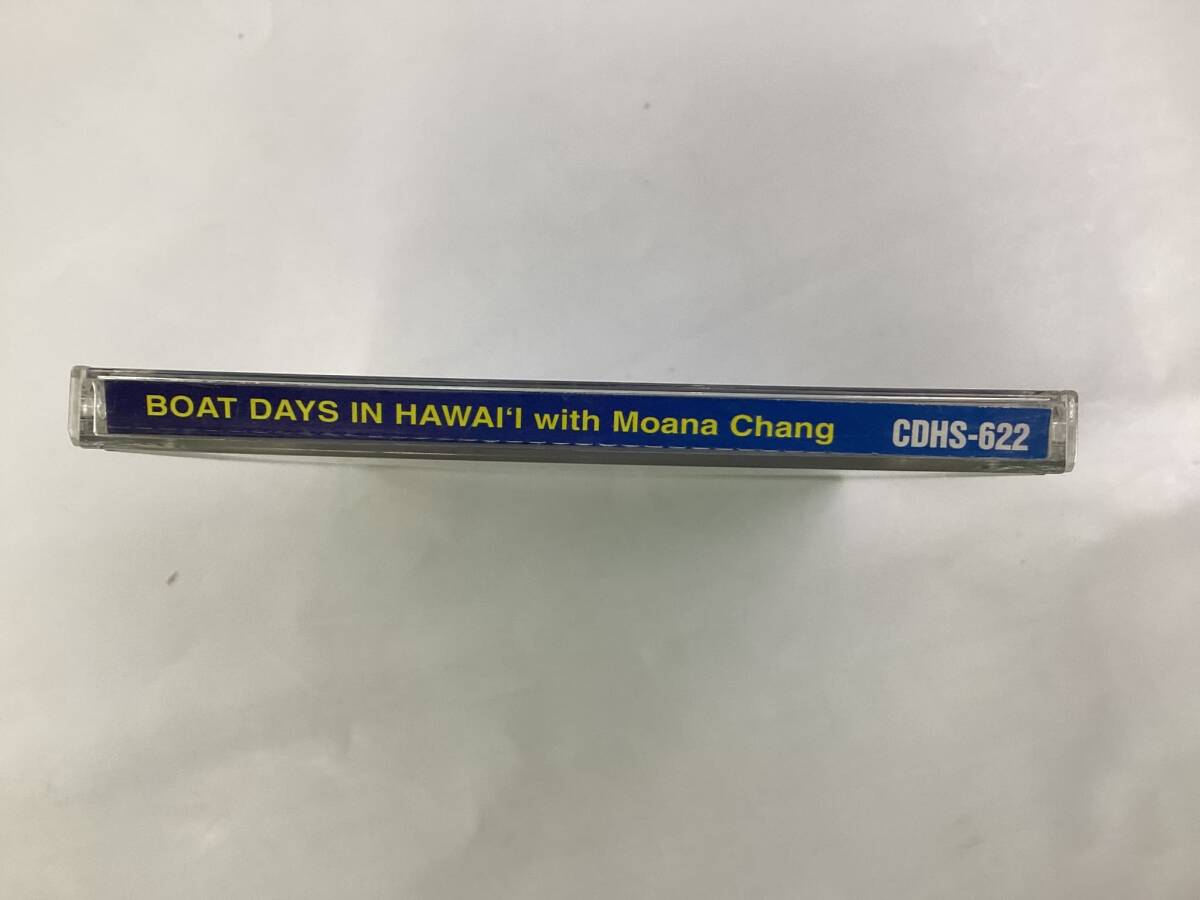 BOAT DAYS IN HAWAI‘I with Moana Chang CDHS-622